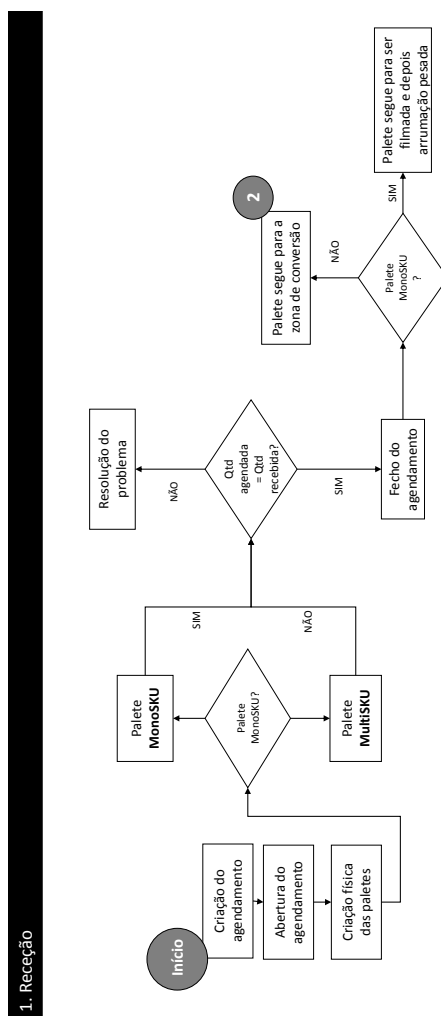 1. Receção
Início
Criação do
agendamento
Abertura do
agendamento
Criação física
das paletes
Palete
MonoSKU
Palete
MonoSKU?
Palete
MultiSKU
SIM
NÃO
Resolução do
problema
NÃO
Qtd
agendada
= Qtd
recebida?
SIM
Fecho do
agendamento
2
Palete segue para a
zona de conversão
NÃO
Palete
MonoSKU
?
SIM
Palete segue para ser
filmada e depois
arrumação pesada